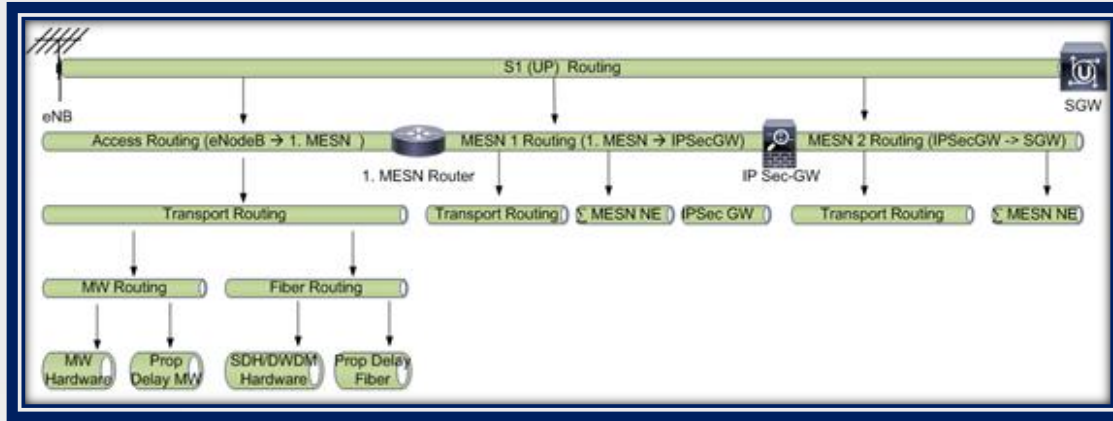 S1 (UP) Routing
eNB
SGW
Access Routing (eNodeB → 1. MESN )
MESN 1 Routing (1. MESN → IPSecGW)
MESN 2 Routing (IPSecGW -> SGW)
1. MESN Router
IP Sec-GW
Transport Routing
Transport Routing
∑ MESN NE
IPSec GW
Transport Routing
∑ MESN NE
MW Routing
Fiber Routing
MW
Hardware
Prop
Delay MW
SDH/DWDM
Hardware
Prop Delay
Fiber